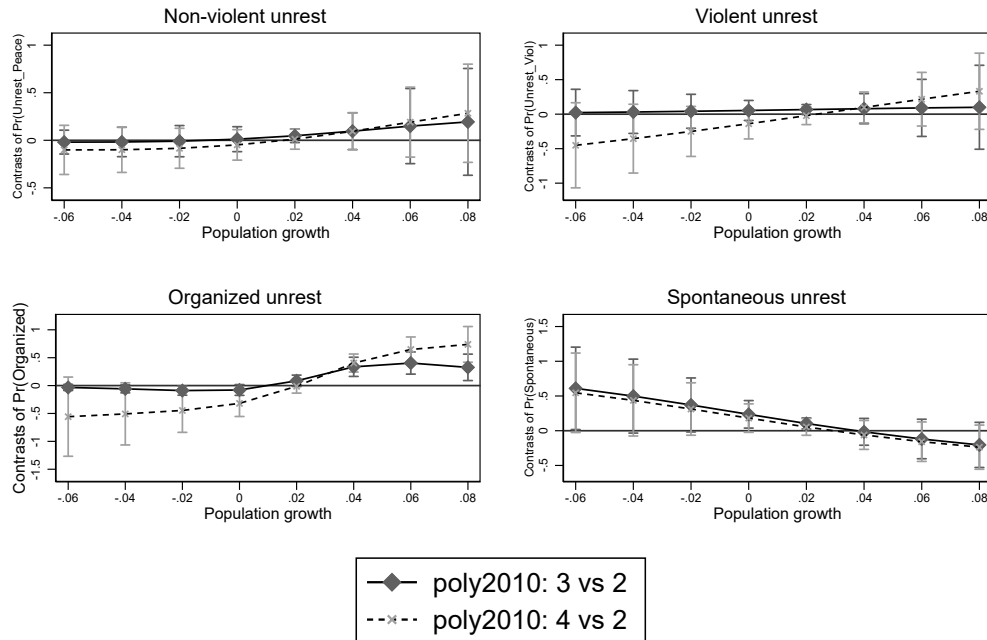 Non-violent unrest
Contrasts of Pr(Unrest_Peace)
1
.5
0
-.5
-.06 -.04 -.02 0 .02 .04 .06 .08
Population growth
Violent unrest
Contrasts of Pr(Unrest_Viol)
1
.5
0
-.5
-1
-.06 -.04 -.02 0 .02 .04 .06 .08
Population growth
Organized unrest
Contrasts of Pr(Organized)
1
.5
0
-.5
-1
-1.5
-.06 -.04 -.02 0 .02 .04 .06 .08
Population growth
Spontaneous unrest
Contrasts of Pr(Spontaneous)
1.5
1
.5
0
-.5
-.06 -.04 -.02 0 .02 .04 .06 .08
Population growth
poly2010: 3 vs 2
poly2010: 4 vs 2